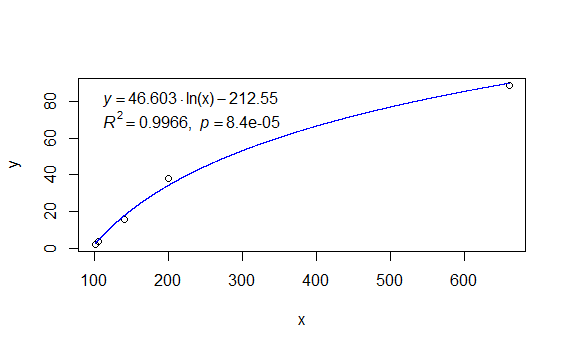 y = 46.603 ⋅ ln(x) − 212.55
R² = 0.9966, p = 8.4e-05
80
60
40
20
0
y
100 200 300 400 500 600
x